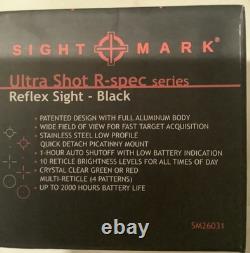 SIGHT MARK
Ultra Shot R-spec series
Reflex Sight - Black
• PATENTED DESIGN WITH FULL ALUMINUM BODY
• WIDE FIELD OF VIEW FOR FAST TARGET ACQUISITION
• STAINLESS STEEL LOW PROFILE
QUICK DETACH PICATINNY MOUNT
• 1-HOUR AUTO SHUTOFF WITH LOW BATTERY INDICATION
• 10 RETICLE BRIGHTNESS LEVELS FOR ALL TIMES OF DAY
• CRYSTAL CLEAR GREEN OR RED
MULTI-RETICLE (4 PATTERNS)
• UP TO 2000 HOURS BATTERY LIFE
SM26031
ebay